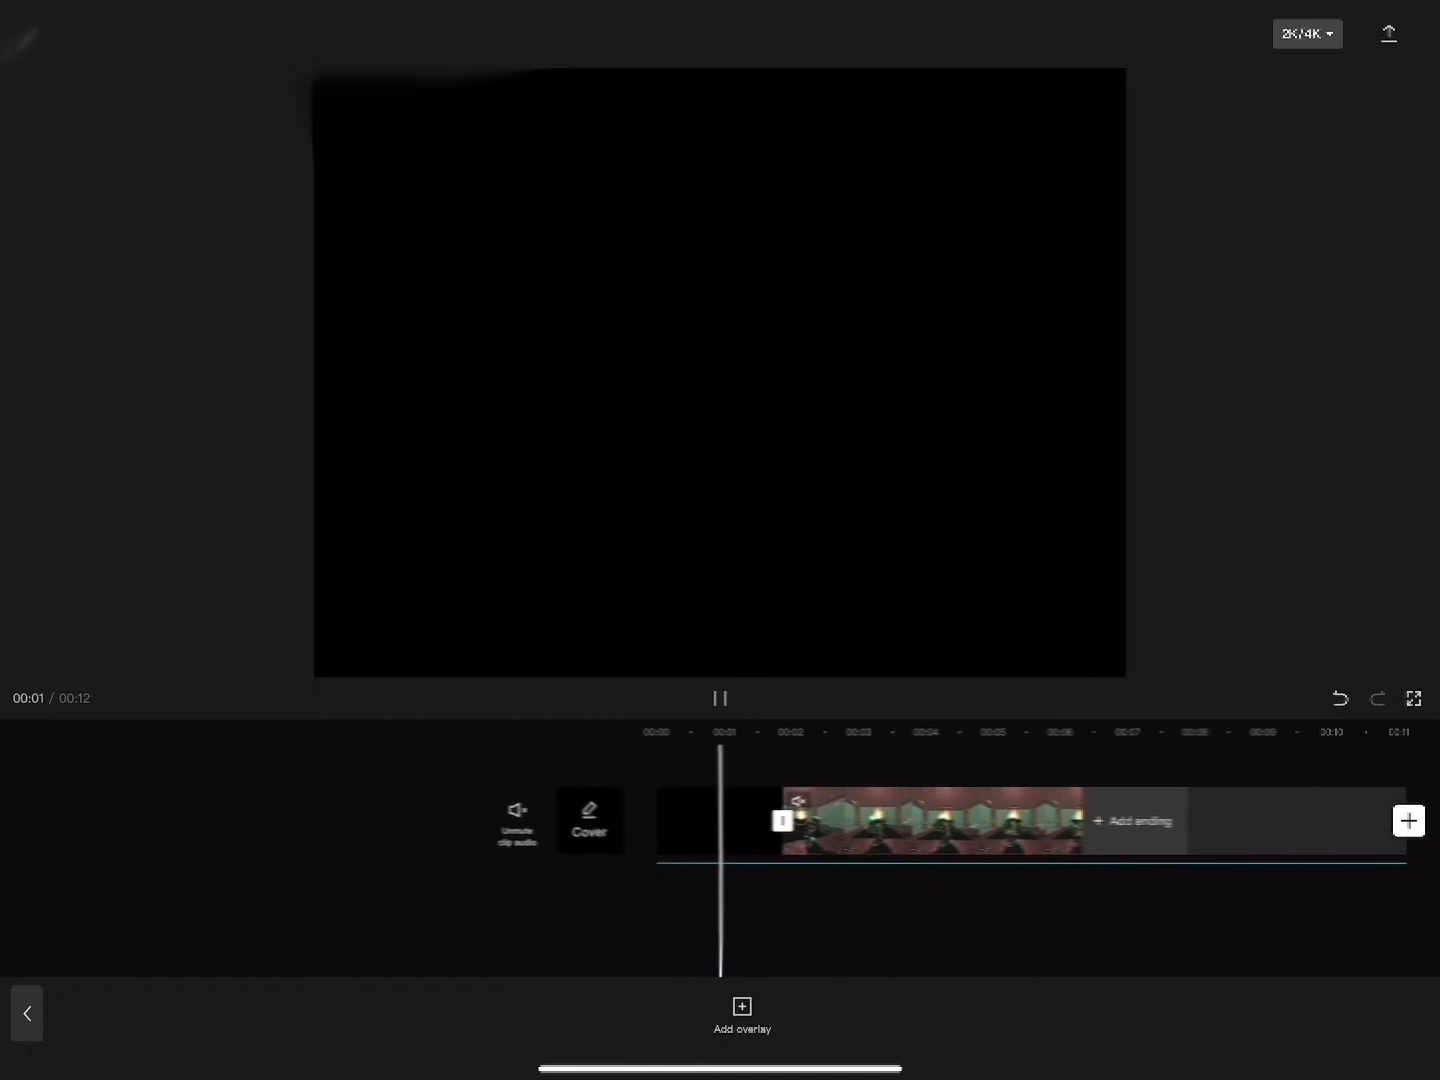 2K/4K
00:01 / 00:12
00:00 00:01 00:02 00:03 00:04 00:05 00:06 00:07 00:08 00:09 00:10 00:11
Unmute
clip audio
Cover
+ Add ending
Add overlay